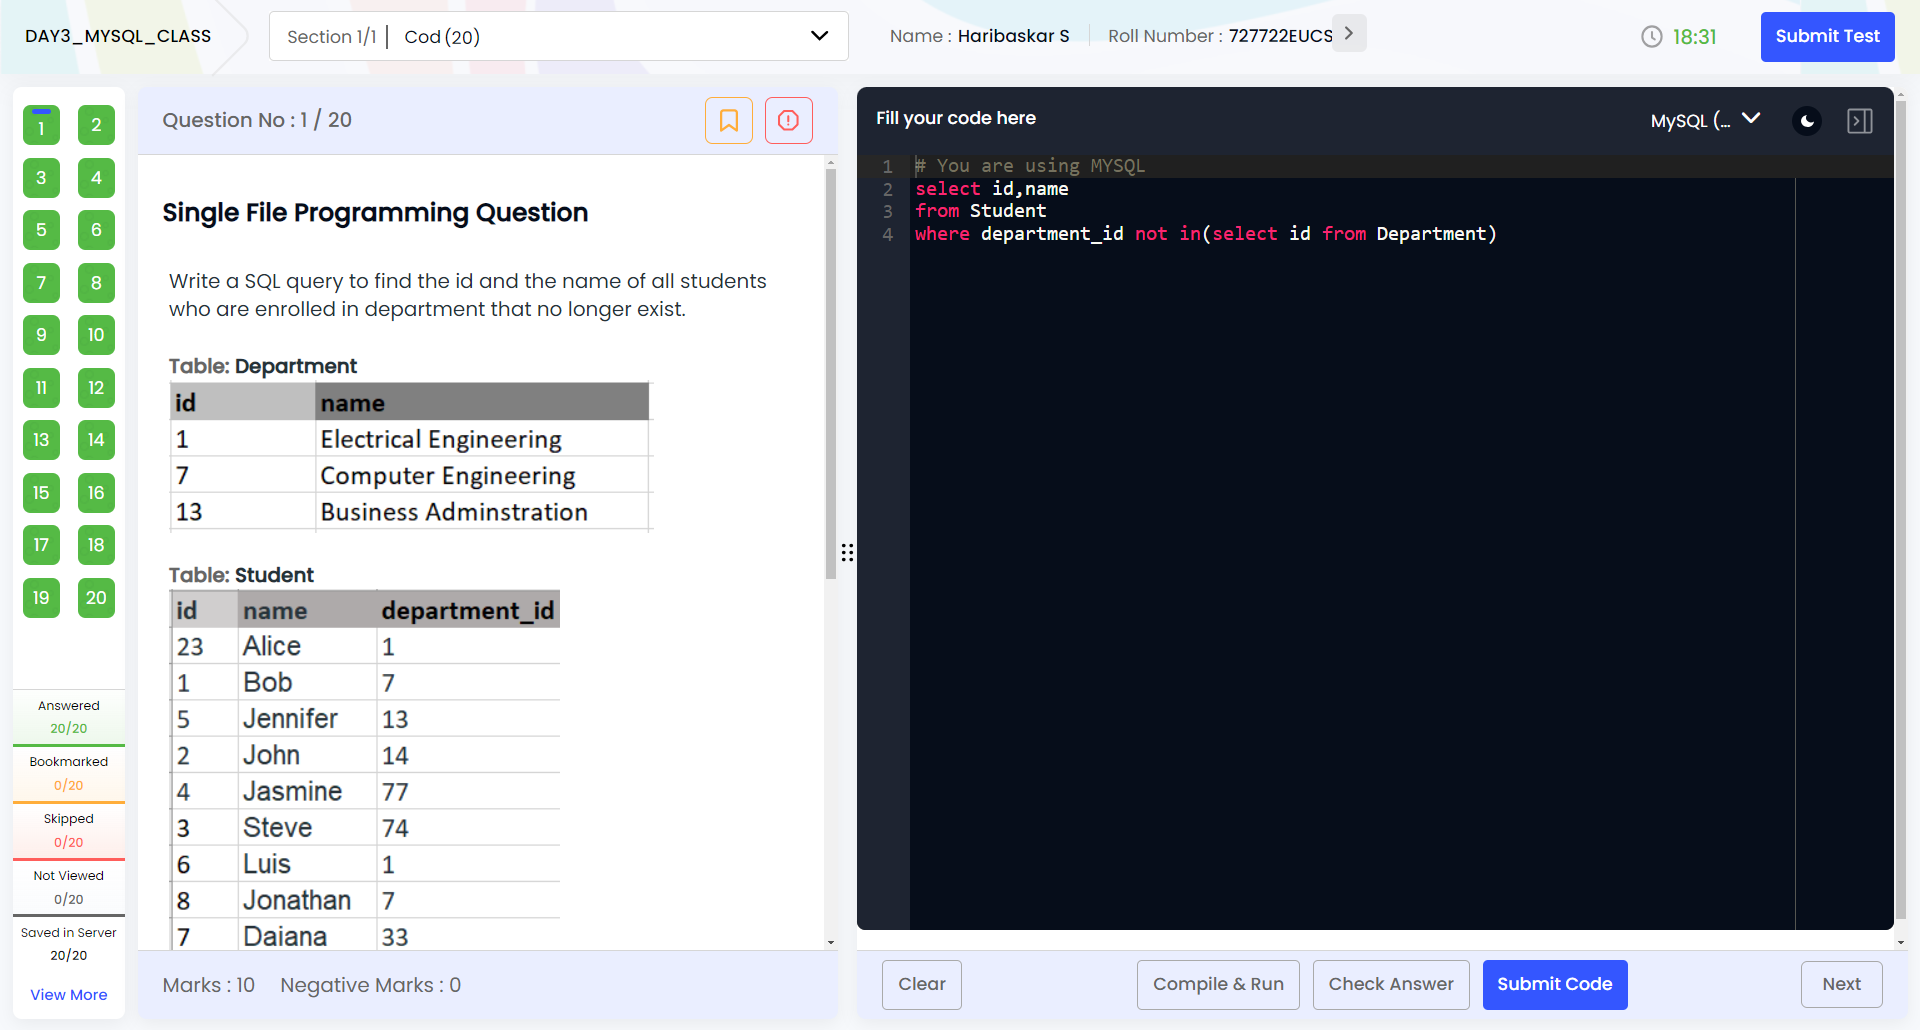 DAY3_MYSQL_CLASS
Section 1/1 | Cod (20)
Name : Haribaskar S
Roll Number : 727722EUCS
18:31
Submit Test
1 2
3 4
5 6
7 8
9 10
11 12
13 14
15 16
17 18
19 20
Answered
20/20
Bookmarked
0/20
Skipped
0/20
Not Viewed
0/20
Saved in Server
20/20
View More
Question No : 1 / 20
Single File Programming Question
Write a SQL query to find the id and the name of all students
who are enrolled in department that no longer exist.
Table: Department
id name
1 Electrical Engineering
7 Computer Engineering
13 Business Adminstration
Table: Student
id name department_id
23 Alice 1
1 Bob 7
5 Jennifer 13
2 John 14
4 Jasmine 77
3 Steve 74
6 Luis 1
8 Jonathan 7
7 Daiana 33
Marks : 10 Negative Marks : 0
Fill your code here
MySQL (...
1 # You are using MYSQL
2 select id,name
3 from Student
4 where department_id not in(select id from Department)
Clear
Compile & Run
Check Answer
Submit Code
Next